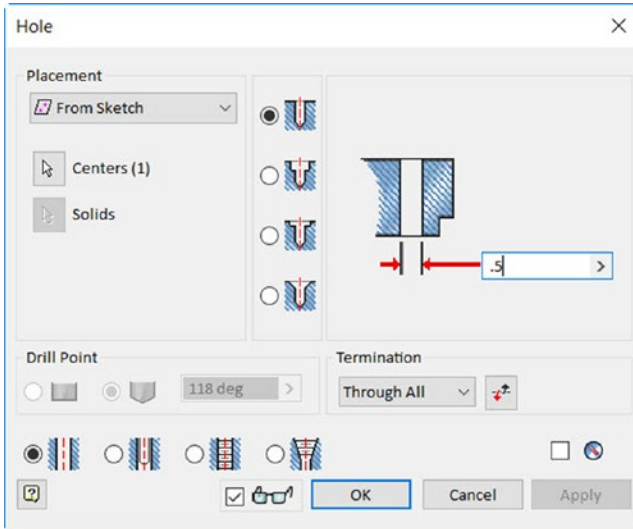 Hole
Placement
From Sketch
Centers (1)
Solids
.5
Drill Point
118 deg
Termination
Through All
OK
Cancel
Apply